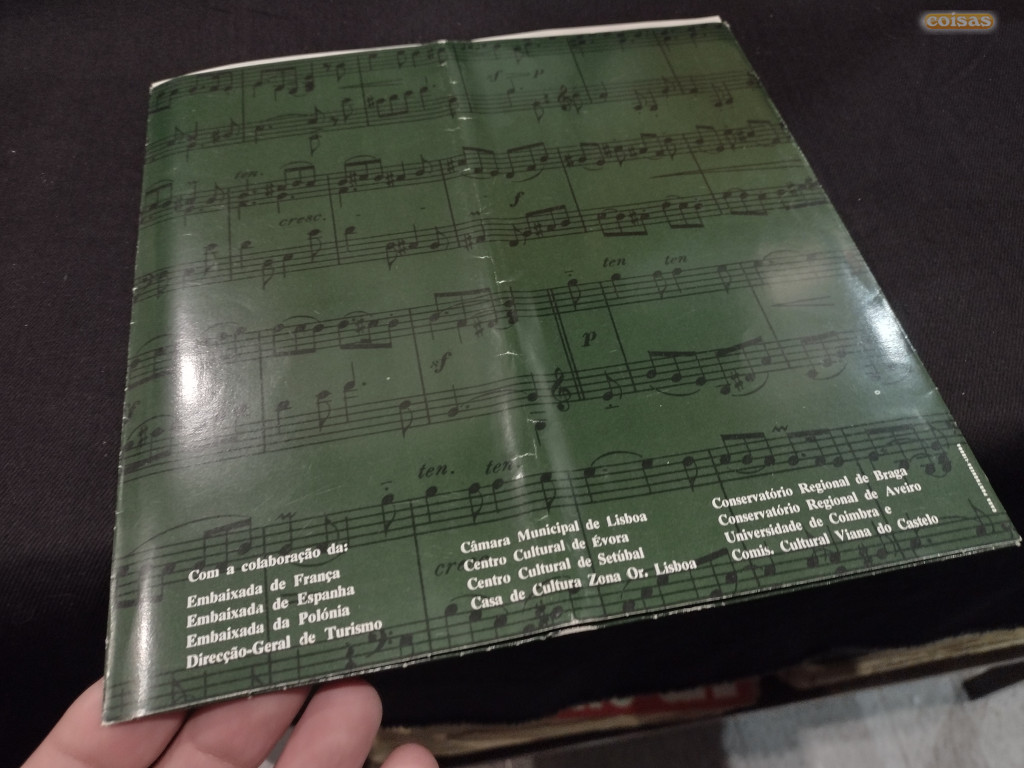 coisas
f p
ten.
cresc.
f
ten ten
sf
p
ten. ten.
Com a colaboração da:
Embaixada de França
Embaixada de Espanha
Embaixada da Polónia
Direcção-Geral de Turismo
Câmara Municipal de Lisboa
Centro Cultural de Évora
Centro Cultural de Setúbal
Casa de Cultura Zona Or. Lisboa
Conservatório Regional de Braga
Conservatório Regional de Aveiro
Universidade de Coimbra e
Comis. Cultural Viana do Castelo